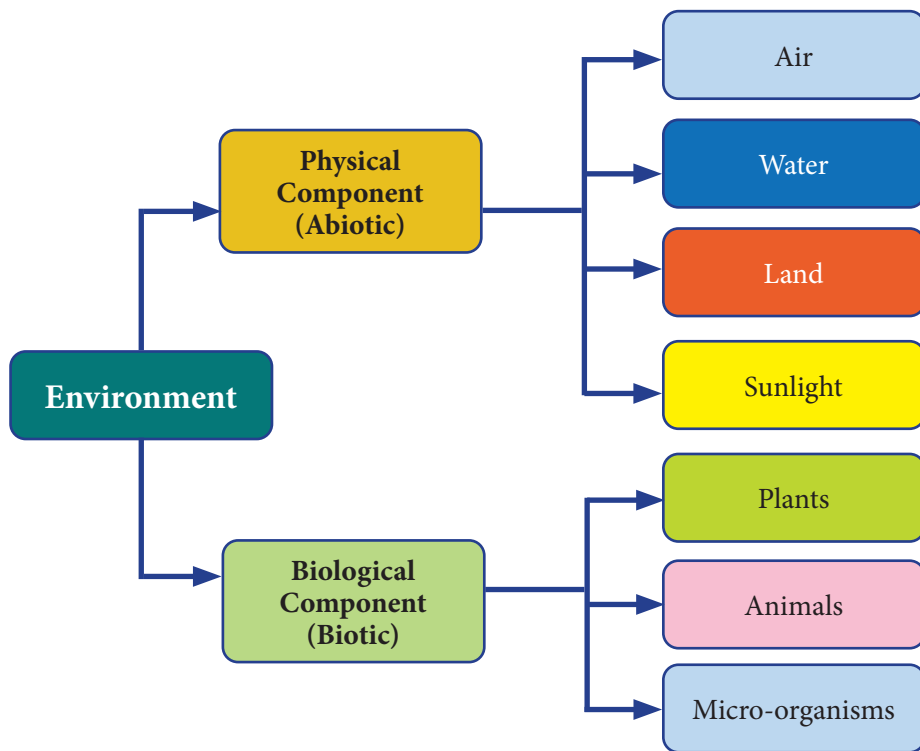 Environment
Physical
Component
(Abiotic)
Air
Water
Land
Sunlight
Biological
Component
(Biotic)
Plants
Animals
Micro-organisms